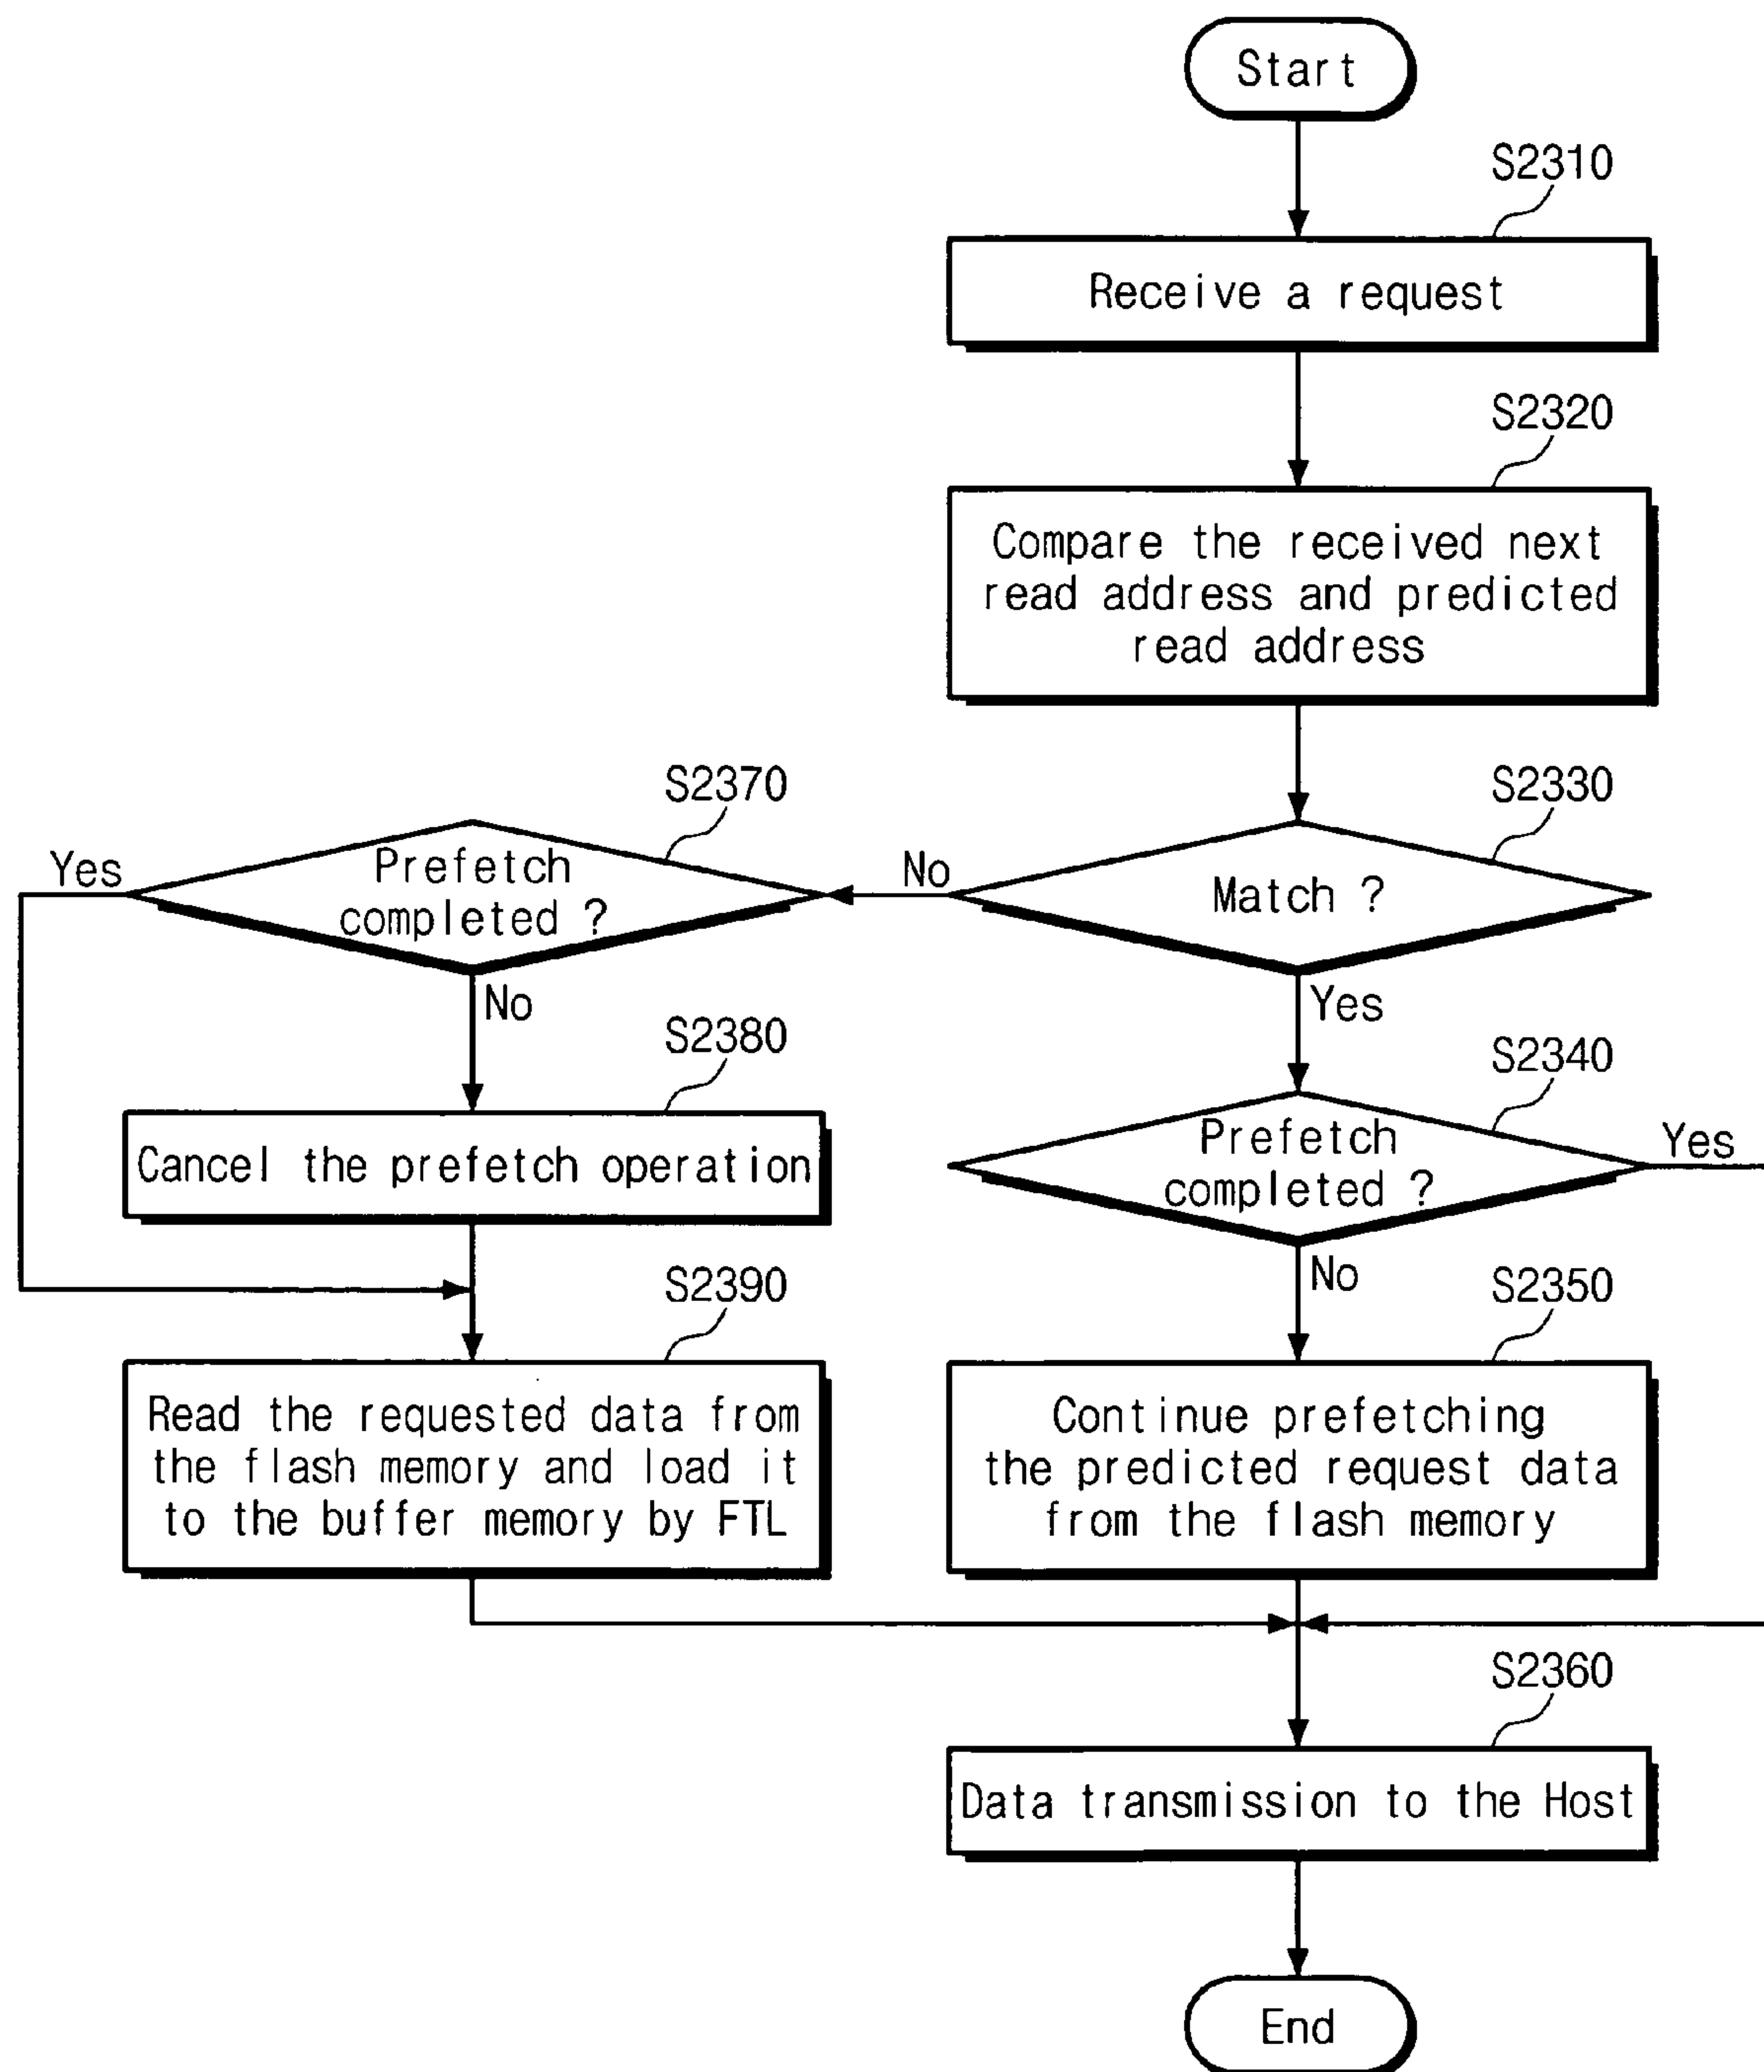 Start
S2310
Receive a request
S2320
Compare the received next
read address and predicted
read address
S2370
S2330
Yes
Prefetch
completed ?
No
Match ?
No
Yes
S2380
S2340
Cancel the prefetch operation
Prefetch
completed ?
Yes
S2390
No
S2350
Read the requested data from
the flash memory and load it
to the buffer memory by FTL
Continue prefetching
the predicted request data
from the flash memory
S2360
Data transmission to the Host
End